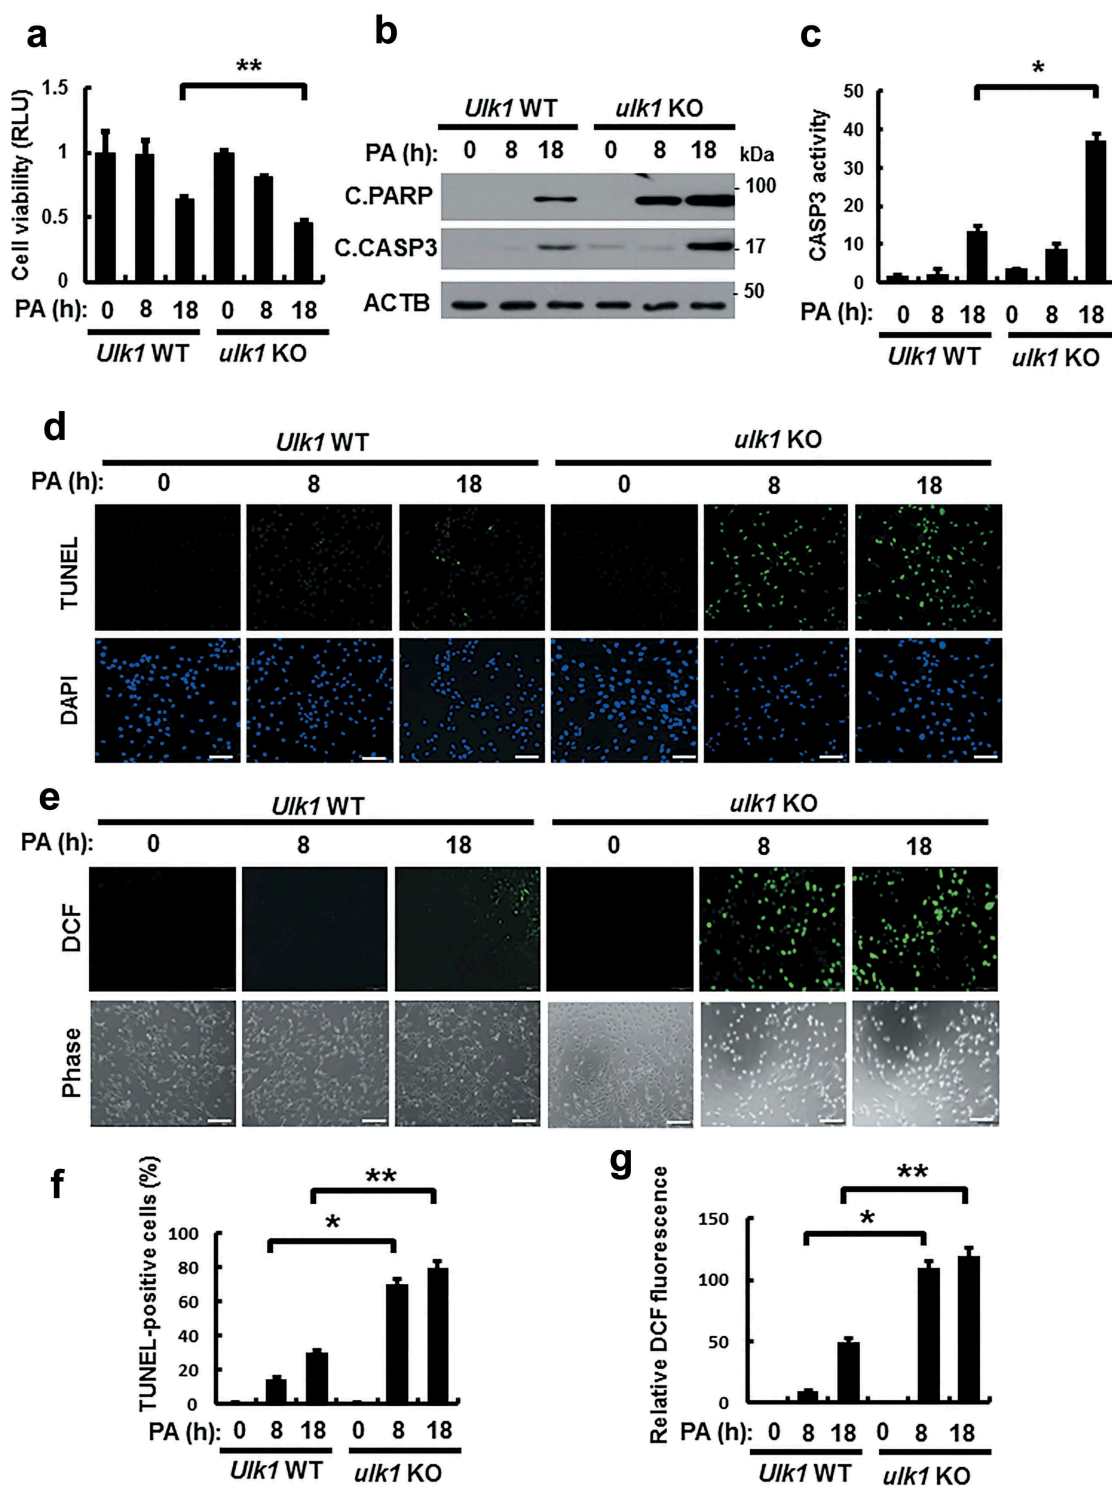 a
**
Cell viability (RLU)
1.5
1
0.5
0
PA (h): 0 8 18 0 8 18
Ulk1 WT ulk1 KO
b
Ulk1 WT ulk1 KO
PA (h): 0 8 18 0 8 18 kDa
C.PARP 100
C.CASP3 17
ACTB 50
c
*
CASP3 activity
50
40
30
20
10
0
PA (h): 0 8 18 0 8 18
Ulk1 WT ulk1 KO
d
Ulk1 WT ulk1 KO
PA (h): 0 8 18 0 8 18
TUNEL
DAPI
e
Ulk1 WT ulk1 KO
PA (h): 0 8 18 0 8 18
DCF
Phase
f
**
*
TUNEL-positive cells (%)
100
80
60
40
20
0
PA (h): 0 8 18 0 8 18
Ulk1 WT ulk1 KO
g
**
*
Relative DCF fluorescence
150
100
50
0
PA (h): 0 8 18 0 8 18
Ulk1 WT ulk1 KO